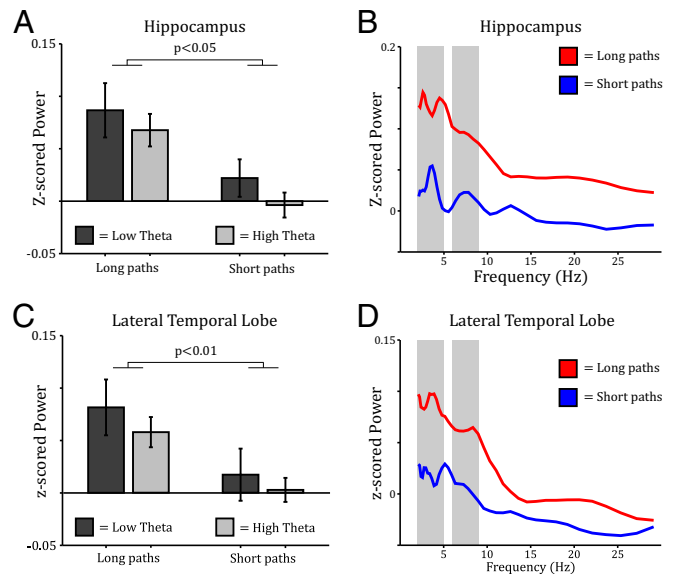 A
Hippocampus
0.15
p<0.05
Z-scored Power
= Low Theta
= High Theta
-0.05
Long paths
Short paths
B
Hippocampus
0.2
= Long paths
= Short paths
Z-scored Power
0
5
10
15
20
25
Frequency (Hz)
C
Lateral Temporal Lobe
0.15
p<0.01
z-scored Power
= Low Theta
= High Theta
-0.05
Long paths
Short paths
D
Lateral Temporal Lobe
0.15
= Long paths
= Short paths
z-scored Power
0
5
10
15
20
25
Frequency (Hz)